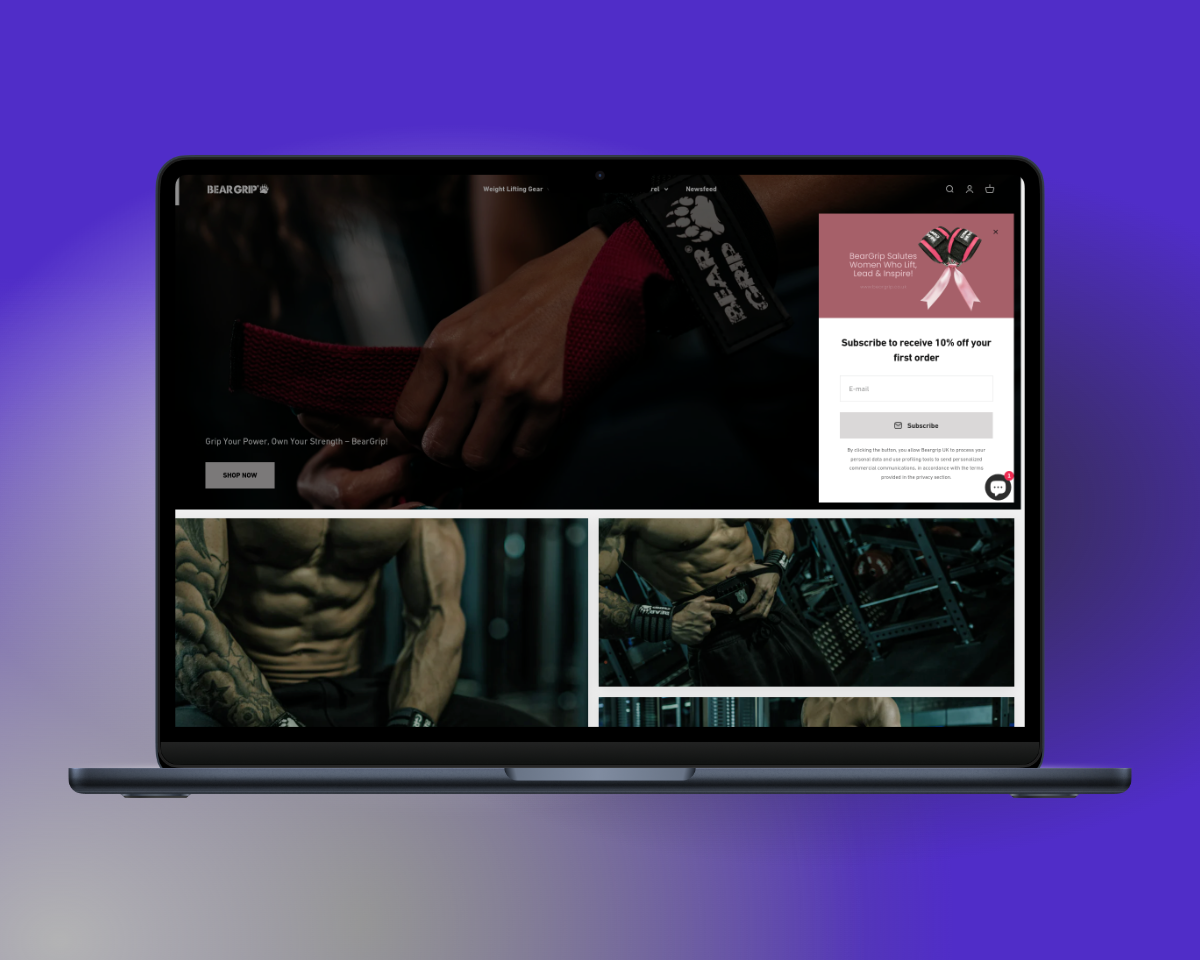 BEAR GRIP
Weight Lifting Gear
rel
Newsfeed
BEAR
GRIP
Grip Your Power, Own Your Strength – BearGrip!
SHOP NOW
BearGrip Salutes
Women Who Lift,
Lead & Inspire!
Subscribe to receive 10% off your
first order
E-mail
Subscribe
By clicking the button, you allow Beargrip UK to process your
personal data and use profiling tools to send personalized
commercial communications, in accordance with the terms
provided in the privacy section.